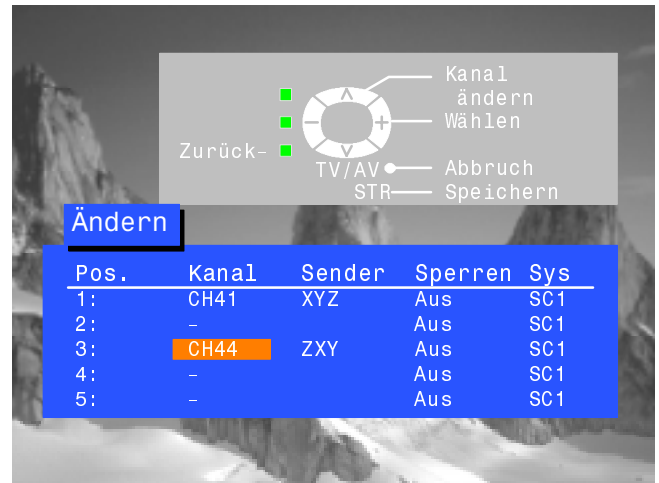 Kanal
ändern
Wählen
Zurück-
TV/AV
Abbruch
STR
Speichern
Ändern
Pos. Kanal Sender Sperren Sys
1: CH41 XYZ Aus SC1
2: – Aus SC1
3: CH44 ZXY Aus SC1
4: – Aus SC1
5: – Aus SC1